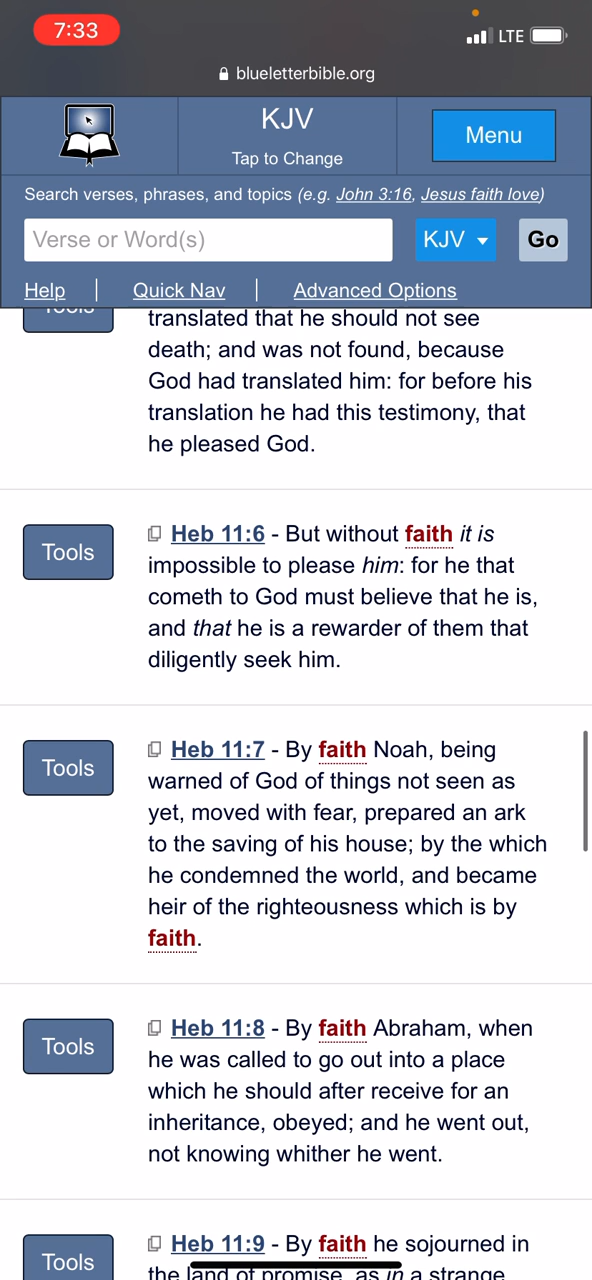 7:33
LTE
blueletterbible.org
KJV
Tap to Change
Menu
Search verses, phrases, and topics (e.g. John 3:16, Jesus faith love)
Verse or Word(s)
KJV
Go
Help | Quick Nav | Advanced Options
Tools
translated that he should not see
death; and was not found, because
God had translated him: for before his
translation he had this testimony, that
he pleased God.
Tools
Heb 11:6 - But without faith it is
impossible to please him: for he that
cometh to God must believe that he is,
and that he is a rewarder of them that
diligently seek him.
Tools
Heb 11:7 - By faith Noah, being
warned of God of things not seen as
yet, moved with fear, prepared an ark
to the saving of his house; by the which
he condemned the world, and became
heir of the righteousness which is by
faith.
Tools
Heb 11:8 - By faith Abraham, when
he was called to go out into a place
which he should after receive for an
inheritance, obeyed; and he went out,
not knowing whither he went.
Tools
Heb 11:9 - By faith he sojourned in
the land of promise, as in a strange